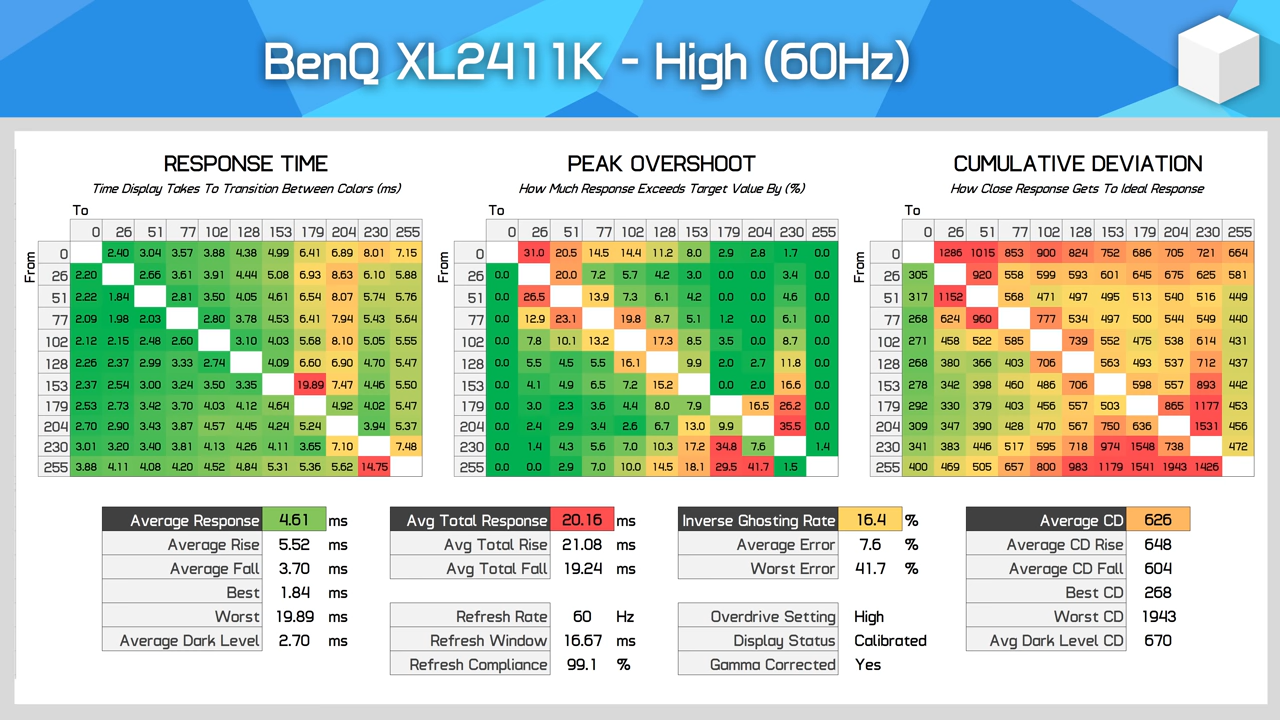 BenQ XL2411K - High (60Hz)
RESPONSE TIME
Time Display Takes To Transition Between Colors (ms)
To
0 26 51 77 102 128 153 179 204 230 255
From
0 2.40 3.04 3.57 3.88 4.38 4.99 6.41 6.89 8.01 7.15
26 2.20 2.66 3.61 3.91 4.44 5.08 6.93 8.63 6.10 5.88
51 2.22 1.84 2.81 3.50 4.05 4.61 6.54 8.07 5.74 5.76
77 2.09 1.98 2.03 2.80 3.78 4.53 6.41 7.94 5.43 5.64
102 2.12 2.15 2.48 2.60 3.10 4.03 5.68 8.10 5.05 5.55
128 2.26 2.37 2.99 3.33 2.74 4.09 6.60 6.90 4.70 5.47
153 2.37 2.54 3.00 3.24 3.50 3.35 19.89 7.47 4.46 5.50
179 2.53 2.73 3.42 3.70 4.03 4.12 4.64 4.92 4.02 5.47
204 2.70 2.90 3.43 3.87 4.57 4.45 4.24 5.24 3.94 5.37
230 3.01 3.20 3.40 3.81 4.13 4.26 4.11 3.65 7.10 7.48
255 3.88 4.11 4.08 4.20 4.52 4.84 5.31 5.36 5.62 14.75
PEAK OVERSHOOT
How Much Response Exceeds Target Value By (%)
To
0 26 51 77 102 128 153 179 204 230 255
From
0 31.0 20.5 14.5 14.4 11.2 8.0 2.9 2.8 1.7 0.0
26 0.0 20.0 7.2 5.7 4.2 3.0 0.0 0.0 3.4 0.0
51 0.0 26.5 13.9 7.3 6.1 4.2 0.0 0.0 4.6 0.0
77 0.0 12.9 23.1 19.8 8.7 5.1 1.2 0.0 6.1 0.0
102 0.0 7.8 10.1 13.2 17.3 8.5 3.5 0.0 8.7 0.0
128 0.0 5.5 4.5 5.5 16.1 9.9 2.0 2.7 11.8 0.0
153 0.0 4.1 4.9 6.5 7.2 15.2 0.0 2.0 16.6 0.0
179 0.0 3.0 2.3 3.6 4.4 8.0 7.9 16.5 26.2 0.0
204 0.0 2.4 2.9 3.4 2.6 6.7 13.0 9.9 35.5 0.0
230 0.0 1.4 4.3 5.6 7.0 10.3 17.2 34.8 7.6 1.4
255 0.0 0.0 2.9 7.0 10.0 14.5 18.1 29.5 41.7 1.5
CUMULATIVE DEVIATION
How Close Response Gets To Ideal Response
To
0 26 51 77 102 128 153 179 204 230 255
From
0 1286 1015 853 900 824 752 686 705 721 664
26 305 920 558 599 593 601 645 675 625 581
51 317 1152 568 471 497 495 513 540 516 449
77 268 624 960 777 534 497 500 544 549 440
102 271 458 522 585 739 552 475 538 614 431
128 268 380 366 403 706 563 493 537 712 437
153 278 342 398 460 486 706 598 557 893 442
179 292 330 379 403 456 557 503 865 1177 453
204 309 347 391 428 470 567 750 636 1531 456
230 341 383 446 517 595 718 974 1548 738 472
255 400 469 505 657 800 983 1179 1541 1943 1426
Average Response 4.61 ms
Average Rise 5.52 ms
Average Fall 3.70 ms
Best 1.84 ms
Worst 19.89 ms
Average Dark Level 2.70 ms
Avg Total Response 20.16 ms
Avg Total Rise 21.08 ms
Avg Total Fall 19.24 ms
Refresh Rate 60 Hz
Refresh Window 16.67 ms
Refresh Compliance 99.1 %
Inverse Ghosting Rate 16.4 %
Average Error 7.6 %
Worst Error 41.7 %
Overdrive Setting High
Display Status Calibrated
Gamma Corrected Yes
Average CD 626
Average CD Rise 648
Average CD Fall 604
Best CD 268
Worst CD 1943
Avg Dark Level CD 670